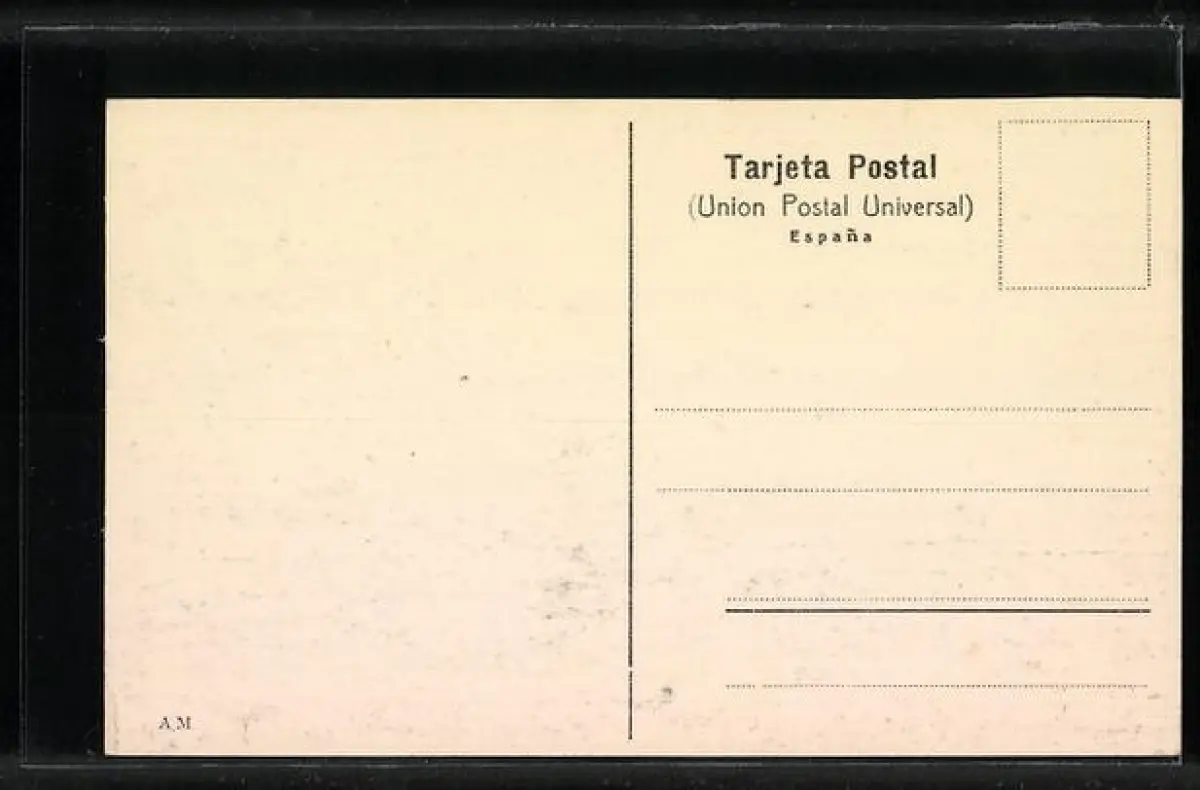 Tarjeta Postal
(Union Postal Universal)
España
A.M